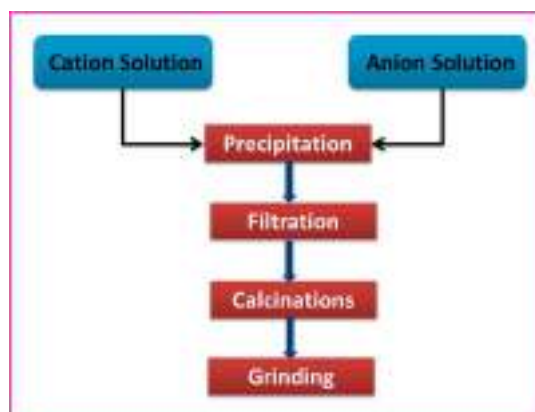 Cation Solution
Anion Solution
Precipitation
Filtration
Calcinations
Grinding